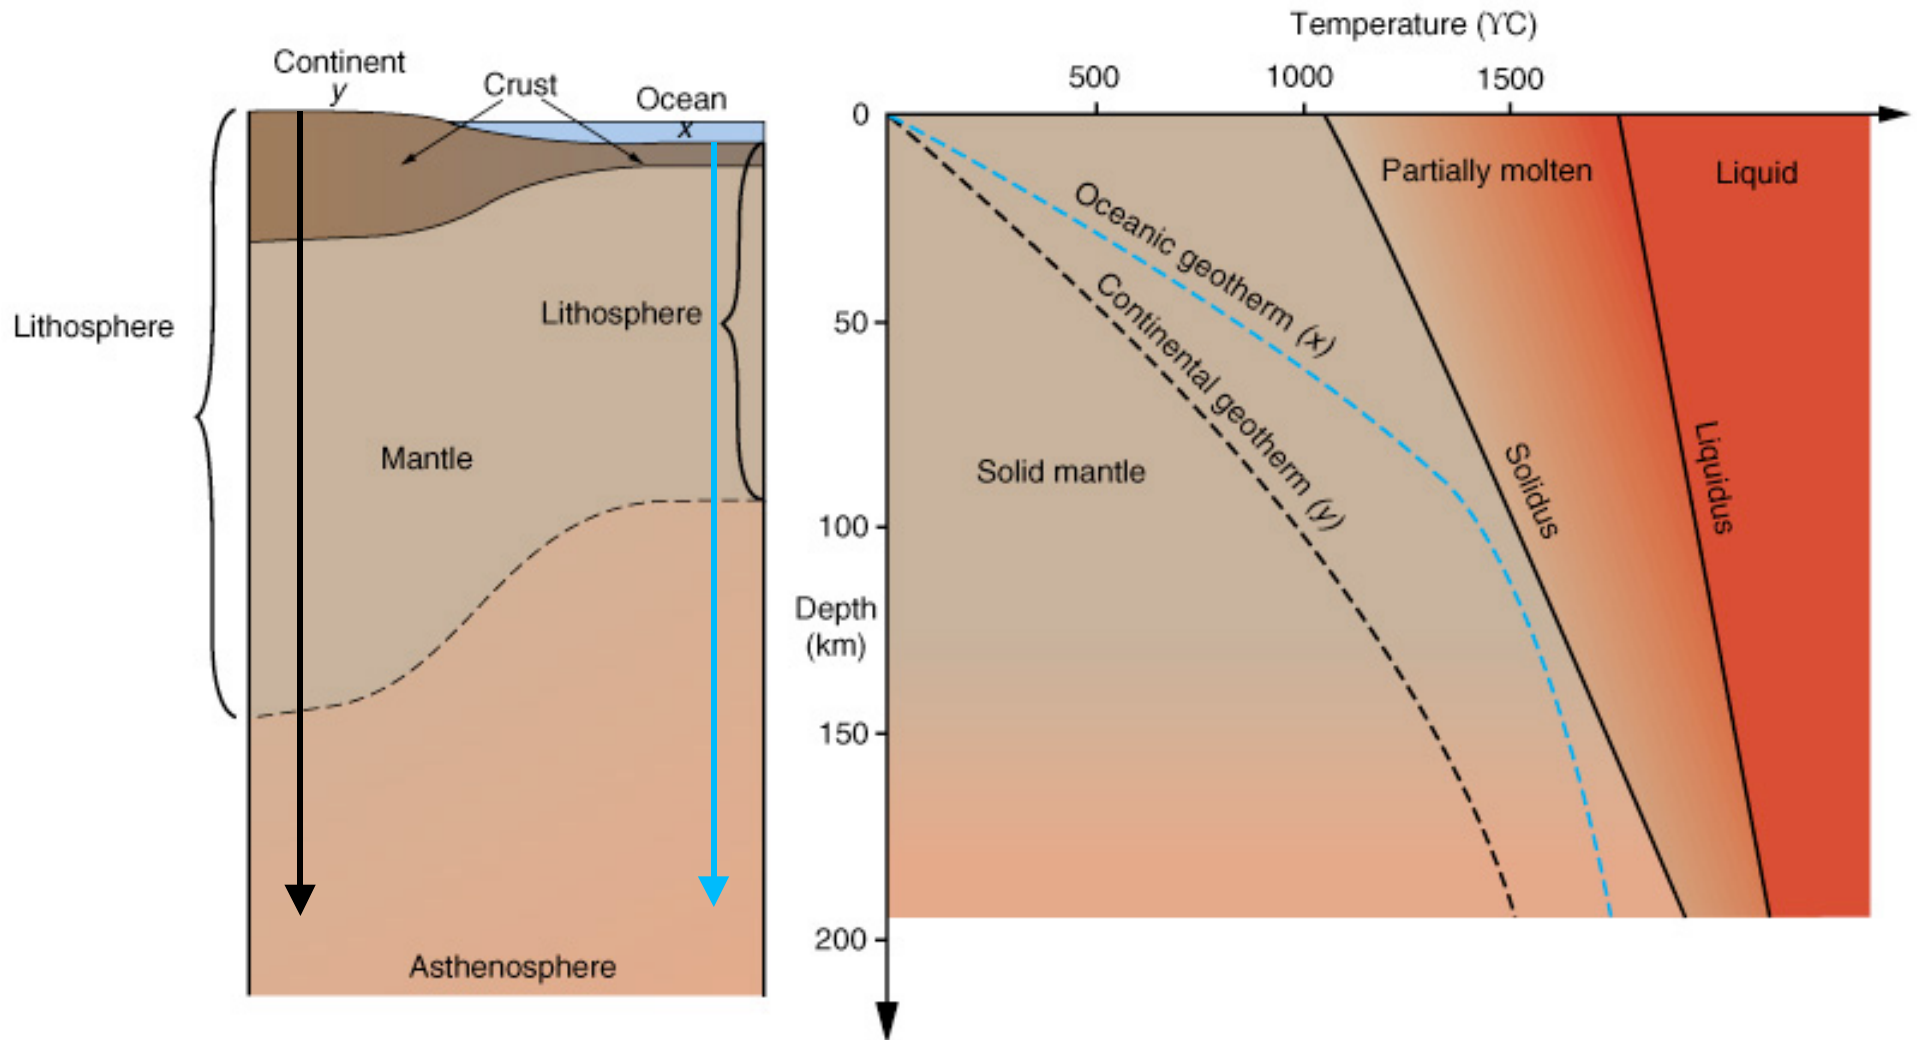 Continent
y
Crust
Ocean
x
Lithosphere
Lithosphere
Mantle
Asthenosphere
Temperature (ϒC)
500
1000
1500
0
50
100
150
200
Depth
(km)
Partially molten
Liquid
Oceanic geotherm (x)
Continental geotherm (y)
Solid mantle
Solidus
Liquidus